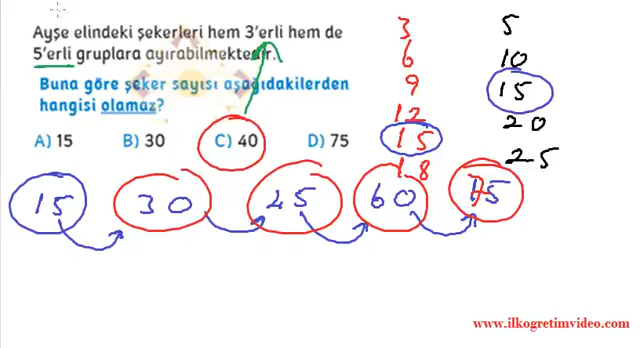 Ayşe elindeki şekerleri hem 3'erli hem de
5'erli gruplara ayırabilmektedir.
Buna göre şeker sayısı aşağıdakilerden
hangisi olamaz?
A) 15 B) 30 C) 40 D) 75
3
6
9
12
15
18
5
10
15
20
25
15 30 45 60 75
www.ilkogretimvideo.com